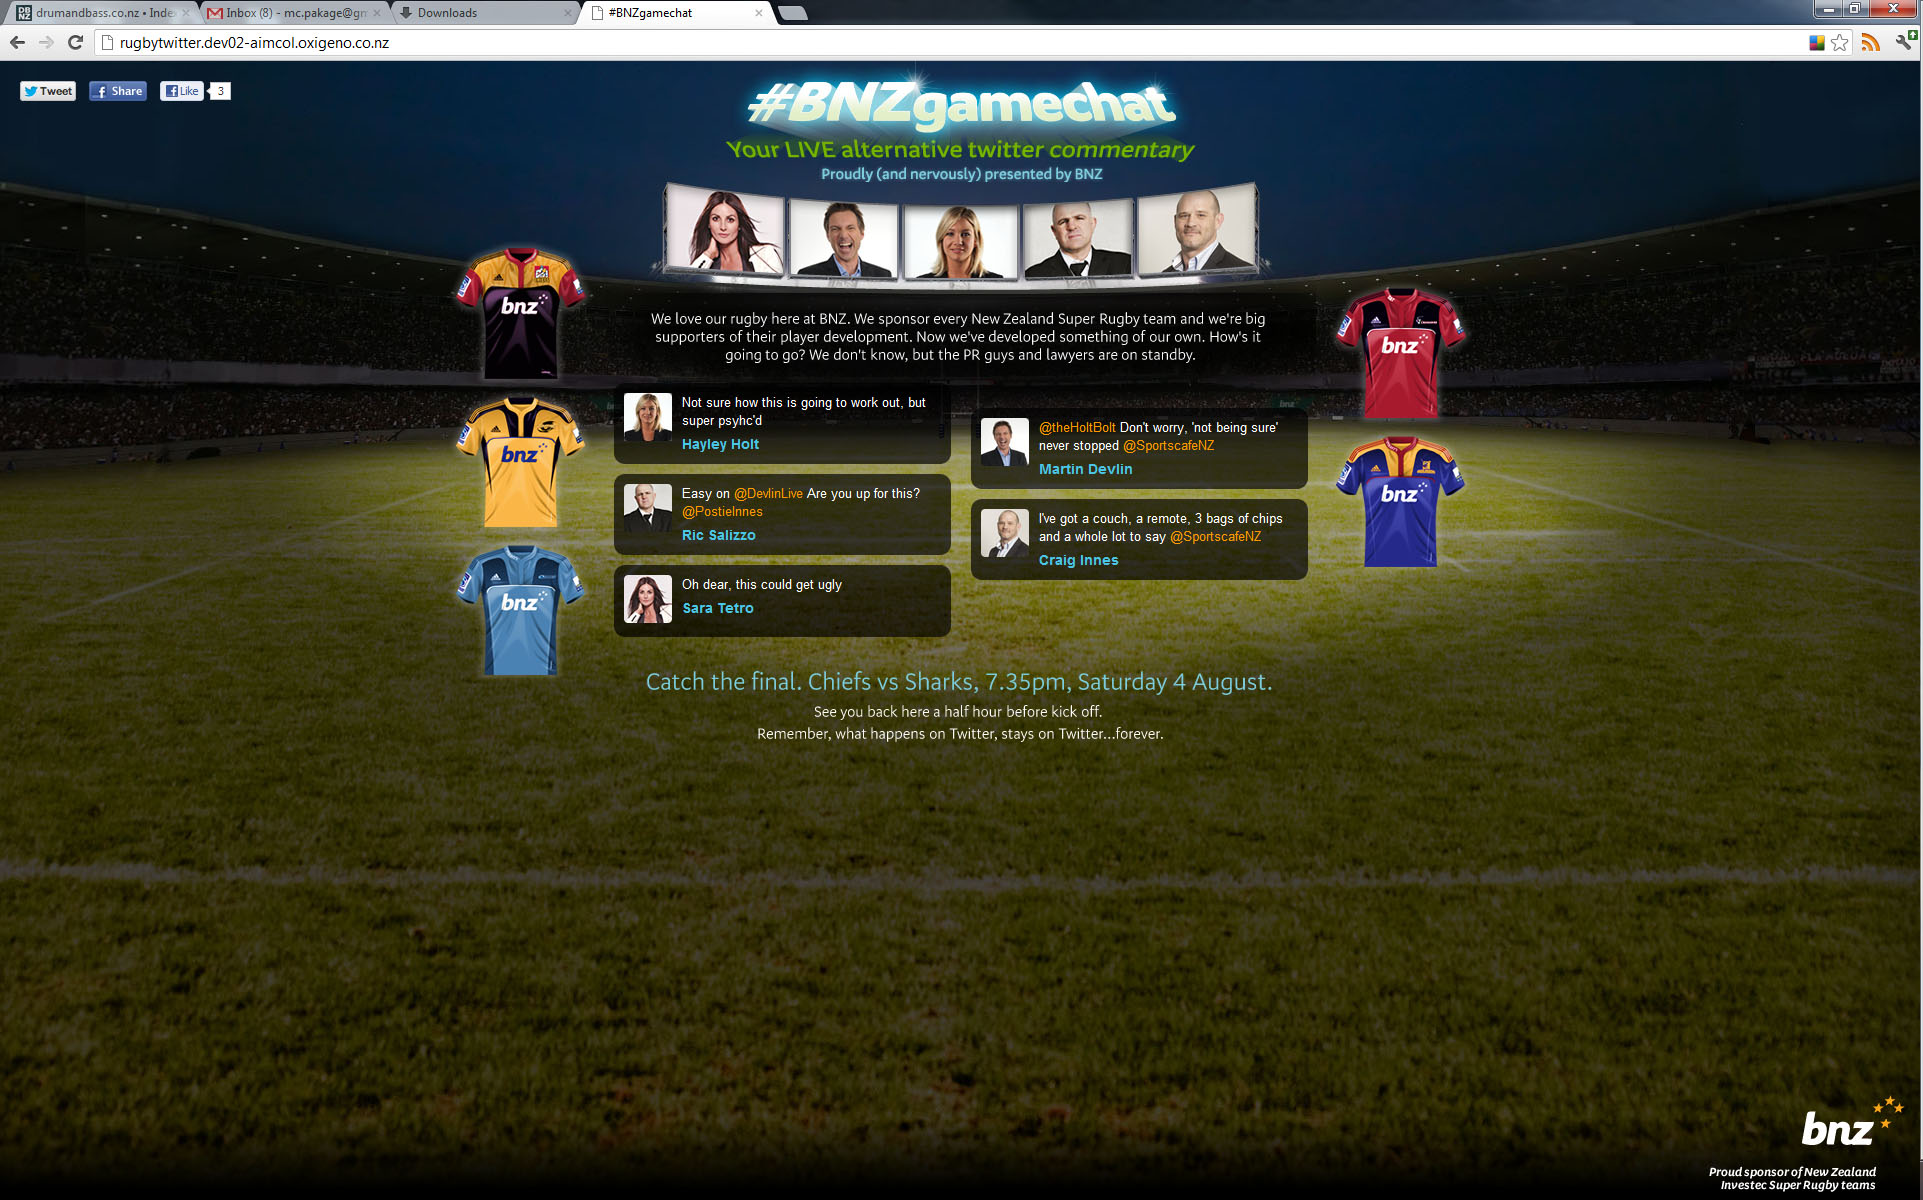 drumandbass.co.nz • Inde
Inbox (8) - mc.pakage@gm
Downloads
#BNZgamechat
rugbytwitter.dev02-aimcol.oxigeno.co.nz
Tweet
Share
Like
3
#BNZgamechat
Your LIVE alternative twitter commentary
Proudly (and nervously) presented by BNZ
We love our rugby here at BNZ. We sponsor every New Zealand Super Rugby team and we're big
supporters of their player development. Now we've developed something of our own. How's it
going to go? We don't know, but the PR guys and lawyers are on standby.
bnz
bnz
bnz
bnz
bnz
Not sure how this is going to work out, but
super psyhc'd
Hayley Holt
@theHoltBolt Don't worry, 'not being sure'
never stopped @SportscafeNZ
Martin Devlin
Easy on @DevlinLive Are you up for this?
@PostieInnes
Ric Salizzo
I've got a couch, a remote, 3 bags of chips
and a whole lot to say @SportscafeNZ
Craig Innes
Oh dear, this could get ugly
Sara Tetro
Catch the final. Chiefs vs Sharks, 7.35pm, Saturday 4 August.
See you back here a half hour before kick off.
Remember, what happens on Twitter, stays on Twitter...forever.
bnz
Proud sponsor of New Zealand
Investec Super Rugby teams